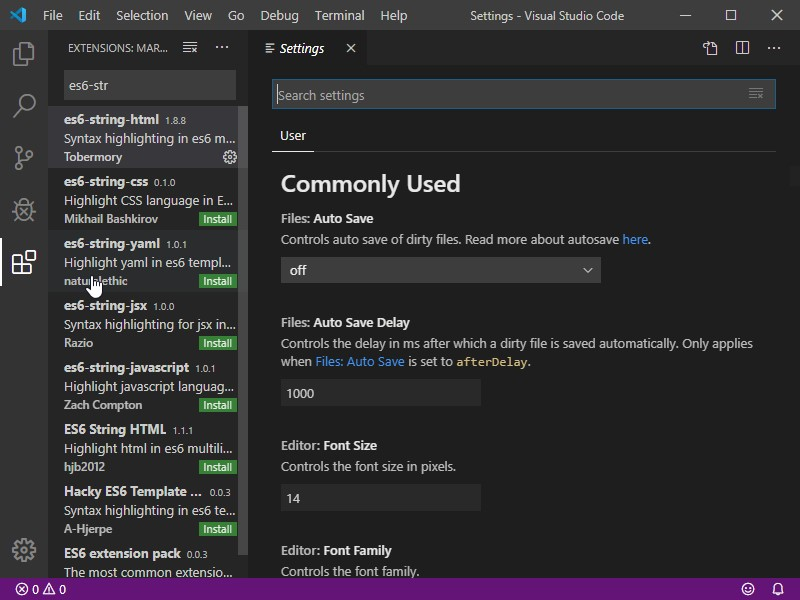 File Edit Selection View Go Debug Terminal Help Settings - Visual Studio Code
EXTENSIONS: MAR...
Settings
es6-str
Search settings
es6-string-html 1.8.8
Syntax highlighting in es6 m...
Tobermory
es6-string-css 0.1.0
Highlight CSS language in E...
Mikhail Bashkirov Install
es6-string-yaml 1.0.1
Highlight yaml in es6 templ...
Install
es6-string-jsx 1.0.0
Syntax highlighting for jsx in...
Razio Install
es6-string-javascript 1.0.1
Highlight javascript languag...
Zach Compton Install
ES6 String HTML 1.1.1
Highlight html in es6 multili...
hjb2012 Install
Hacky ES6 Template ... 0.0.3
Syntax highlighting in es6 te...
A-Hjerpe Install
ES6 extension pack 0.0.3
The most common extensio...
User
Commonly Used
Files: Auto Save
Controls auto save of dirty files. Read more about autosave here.
off
Files: Auto Save Delay
Controls the delay in ms after which a dirty file is saved automatically. Only applies
when Files: Auto Save is set to afterDelay.
1000
Editor: Font Size
Controls the font size in pixels.
14
Editor: Font Family
Controls the font family.
0 0